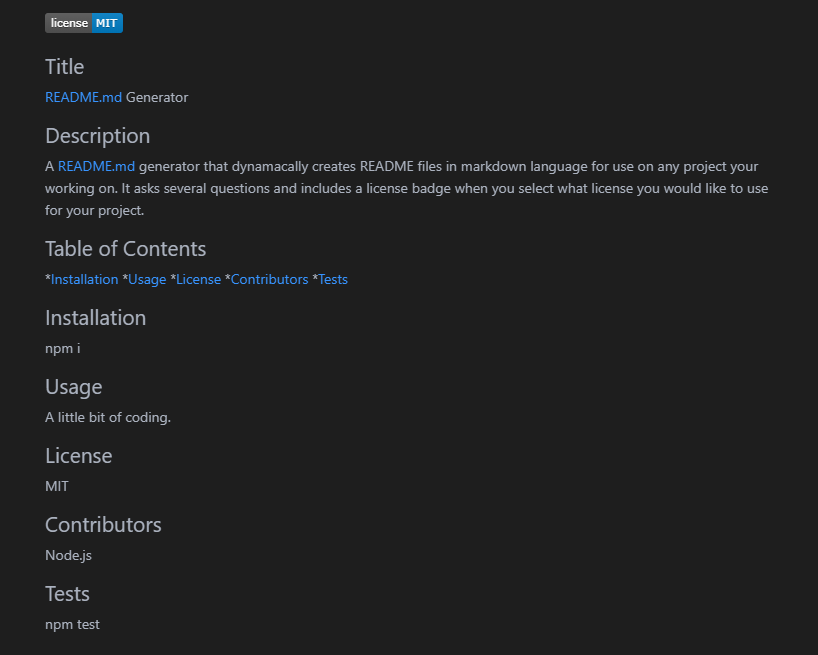 license MIT
Title
README.md Generator
Description
A README.md generator that dynamacally creates README files in markdown language for use on any project your
working on. It asks several questions and includes a license badge when you select what license you would like to use
for your project.
Table of Contents
*Installation *Usage *License *Contributors *Tests
Installation
npm i
Usage
A little bit of coding.
License
MIT
Contributors
Node.js
Tests
npm test